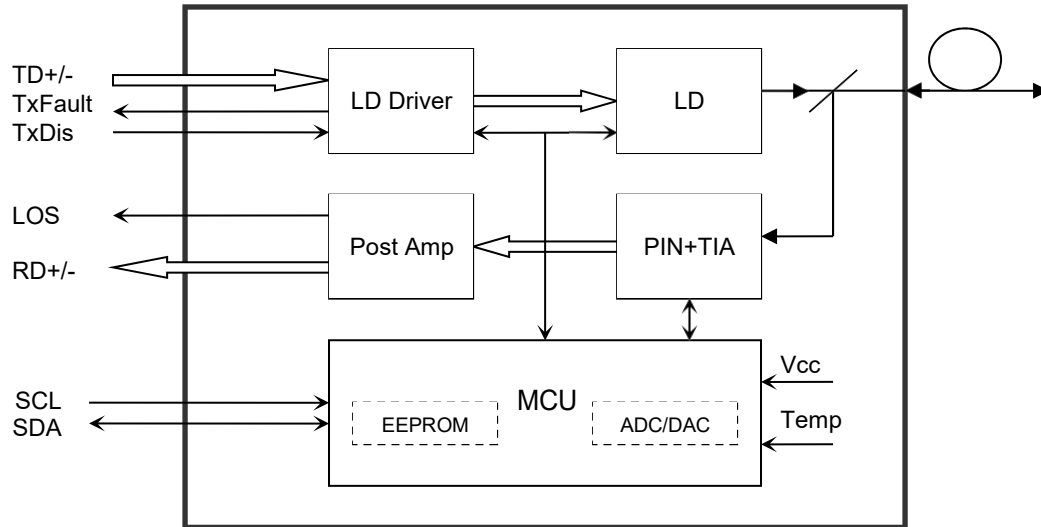 TD+/-
TxFault
TxDis
LD Driver
LD
LOS
RD+/-
Post Amp
PIN+TIA
SCL
SDA
MCU
EEPROM
ADC/DAC
Vcc
Temp